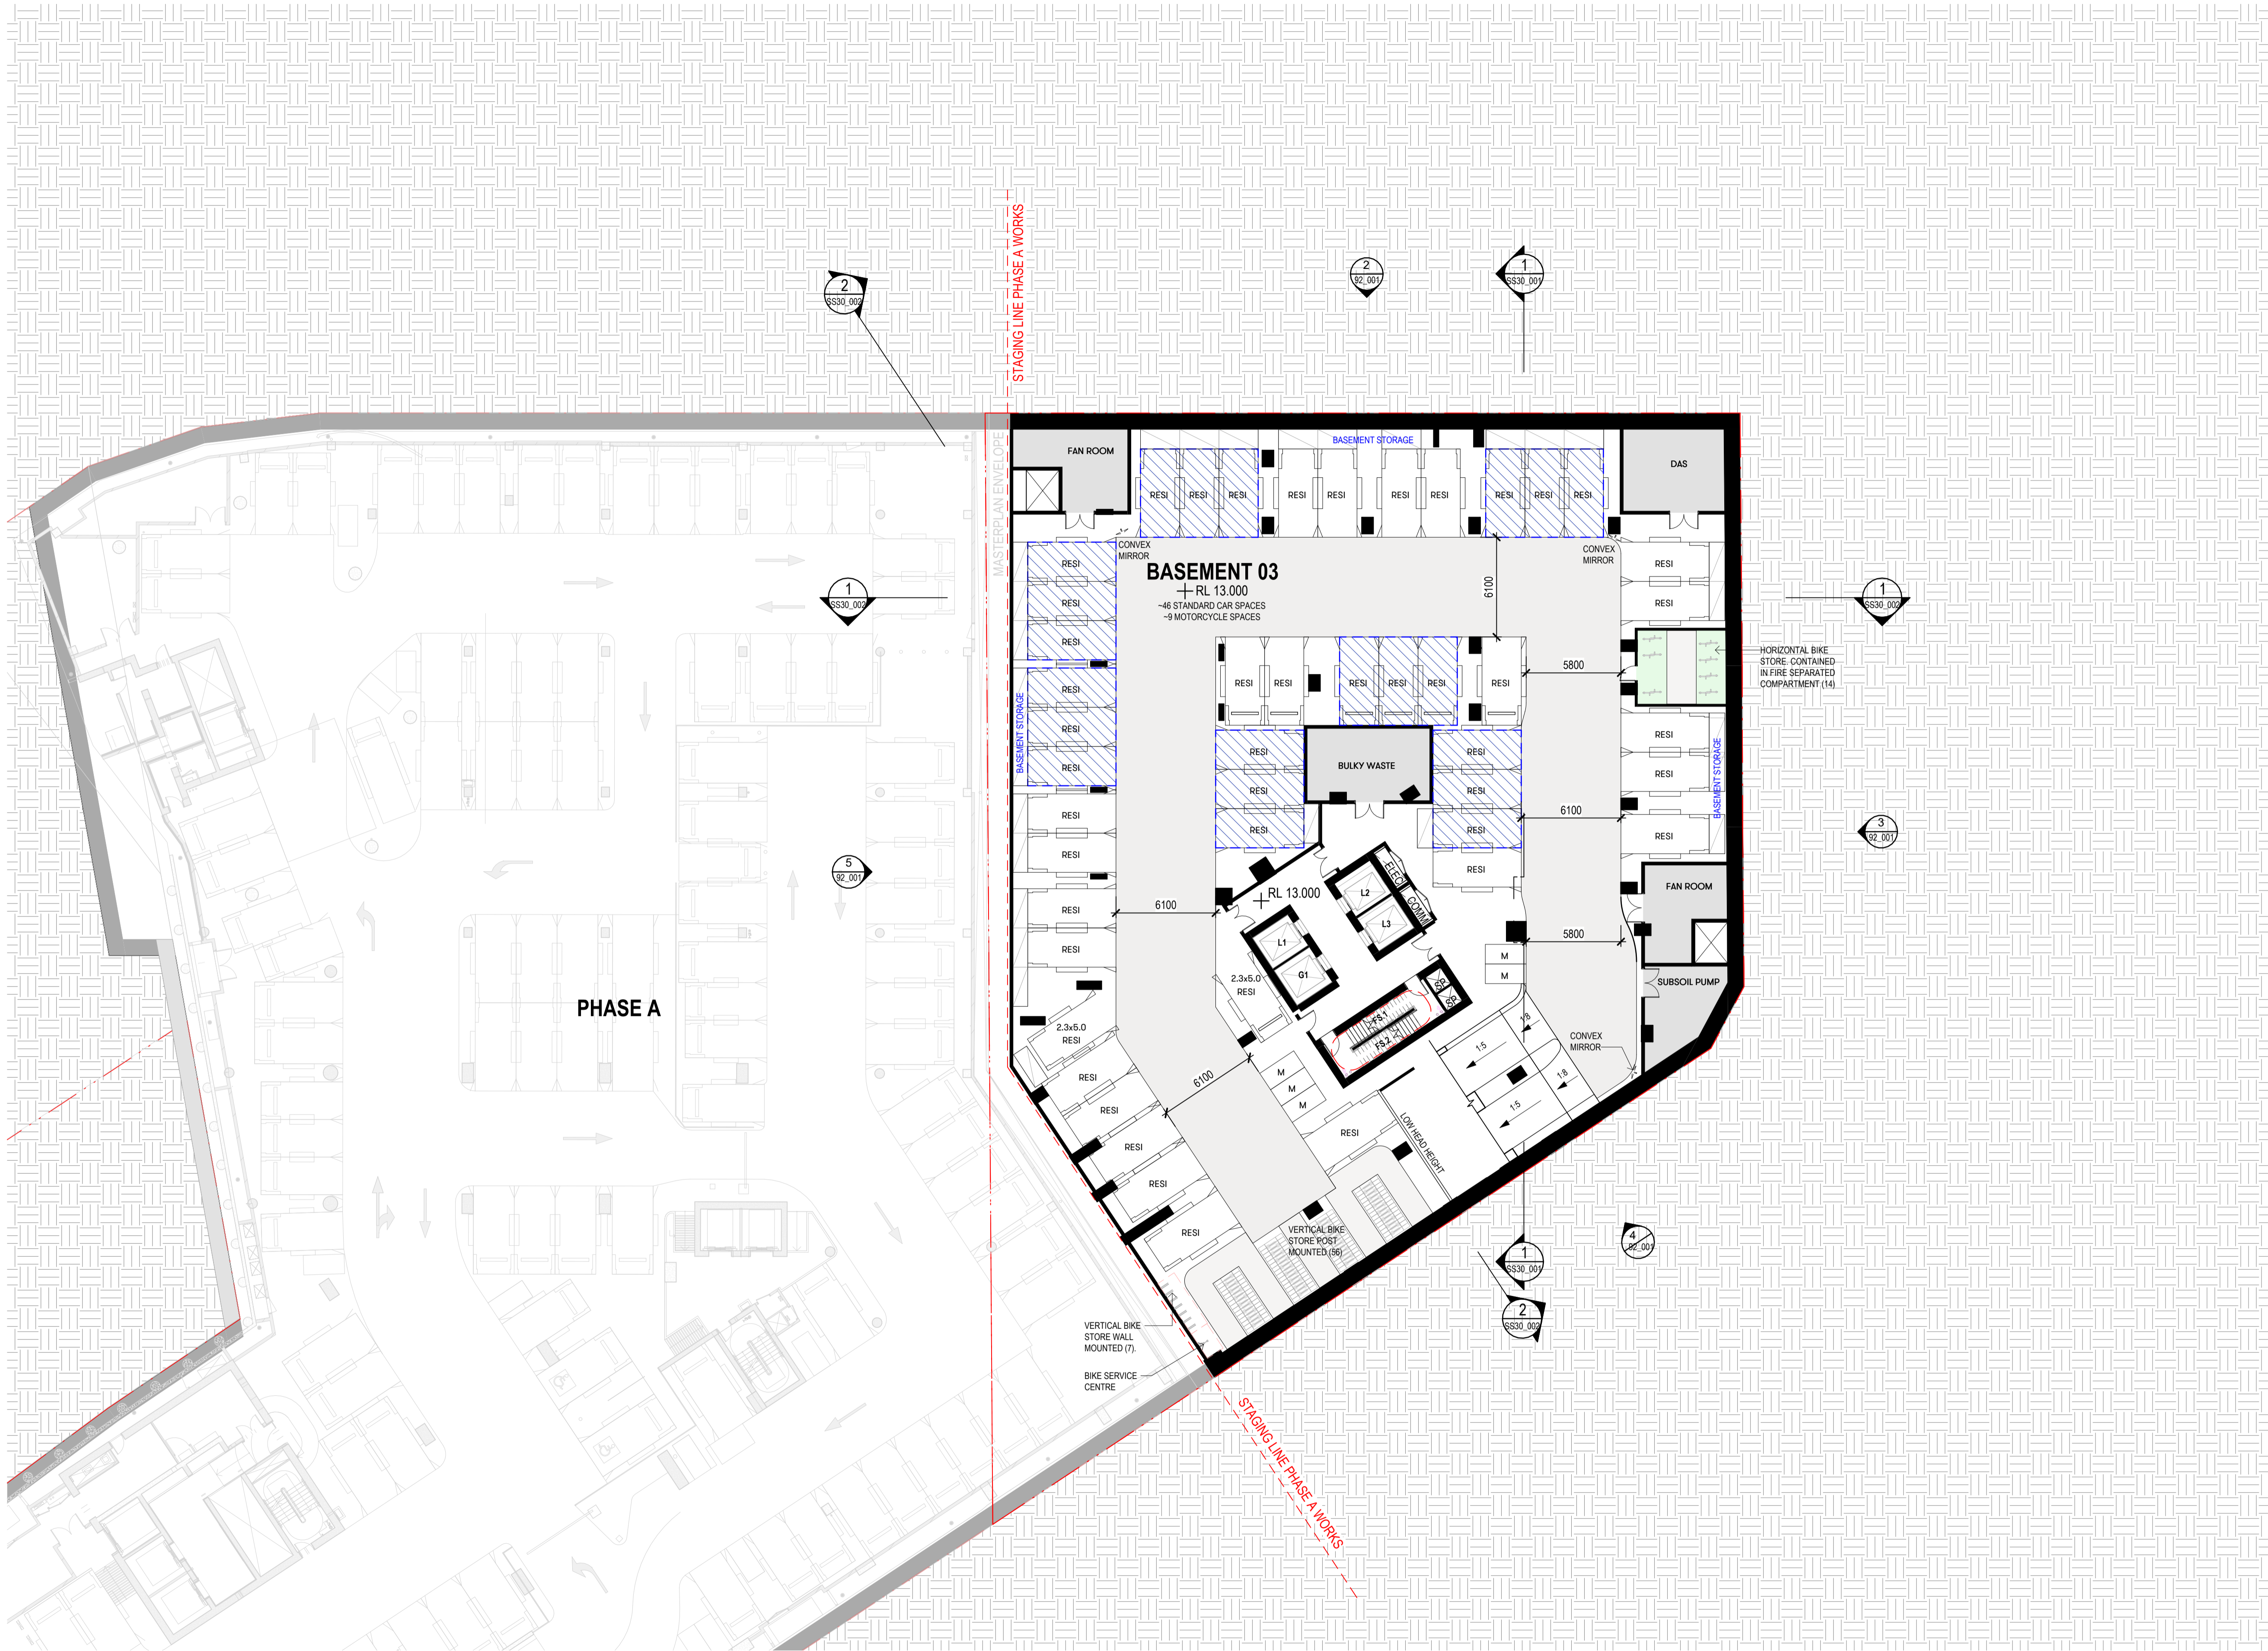 STAGING LINE PHASE A WORKS
2
SS30_002
2
92_001
1
SS30_001
MASTERPLAN ENVELOPE
FAN ROOM
BASEMENT STORAGE
DAS
RESI
RESI
RESI
RESI
RESI
RESI
RESI
RESI
RESI
RESI
CONVEX
MIRROR
CONVEX
MIRROR
BASEMENT 03
RL 13.000
~46 STANDARD CAR SPACES
~9 MOTORCYCLE SPACES
6100
RESI
RESI
RESI
RESI
RESI
1
SS30_002
1
SS30_002
HORIZONTAL BIKE
STORE. CONTAINED
IN FIRE SEPARATED
COMPARTMENT (14)
5800
RESI
RESI
RESI
RESI
RESI
RESI
BASEMENT STORAGE
RESI
RESI
RESI
RESI
RESI
RESI
BULKY WASTE
RESI
RESI
RESI
RESI
RESI
RESI
BASEMENT STORAGE
6100
RESI
3
92_001
5
92_001
RESI
RESI
RESI
RESI
RL 13.000
6100
L2
L3
ELEC
COMMS
L1
G1
FAN ROOM
5800
M
M
SUBSOIL PUMP
2.3x5.0
RESI
PHASE A
2.3x5.0
RESI
SP
SP
FS.1
FS.2
1:8
1:5
1:8
1:5
CONVEX
MIRROR
6100
M
M
M
RESI
RESI
RESI
RESI
RESI
RESI
LOW HEAD HEIGHT
VERTICAL BIKE
STORE POST
MOUNTED (56)
4
92_001
1
SS30_001
2
SS30_002
VERTICAL BIKE
STORE WALL
MOUNTED (7).
BIKE SERVICE
CENTRE
STAGING LINE PHASE A WORKS